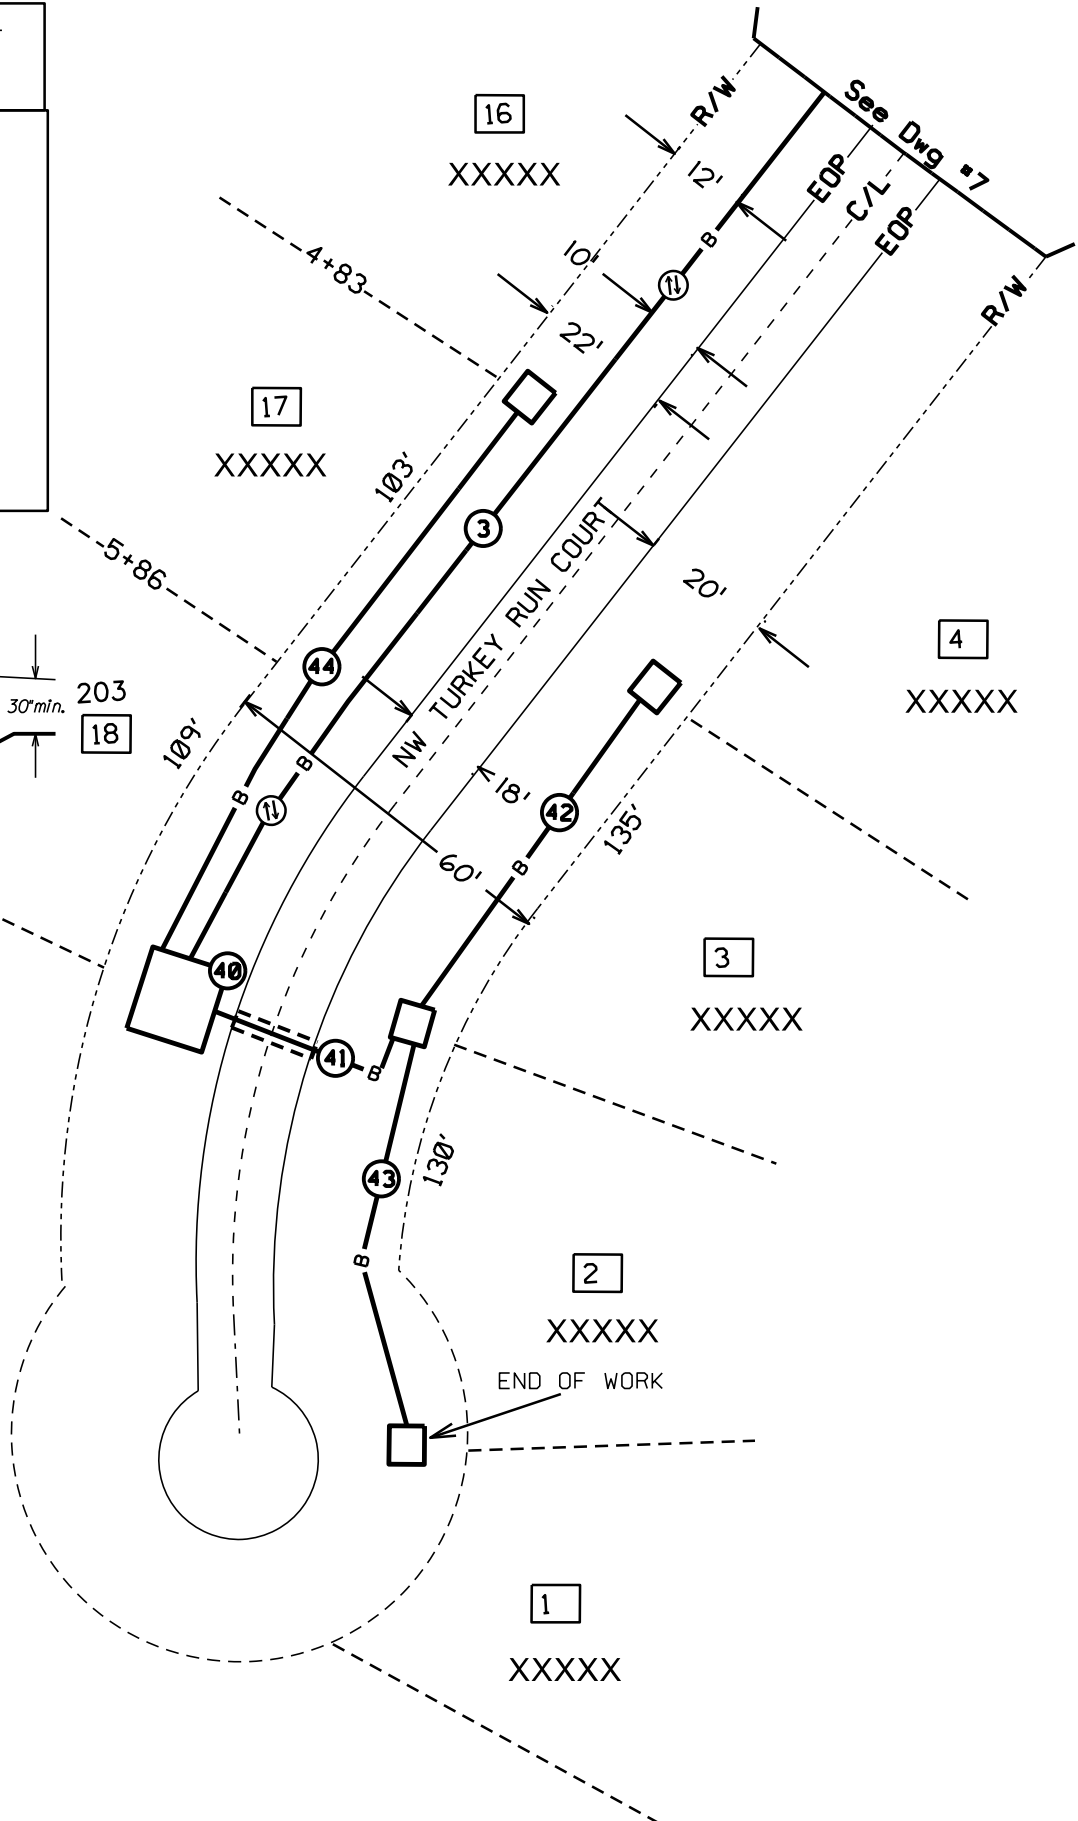 See Dwg #7
R/W
EOP
C/L
EOP
R/W
16
XXXXX
12'
B
10'
4+83
22'
17
XXXXX
103'
3
5+86
NW TURKEY RUN COURT
20'
4
XXXXX
44
203
30"min.
18
109'
B
B
18'
42
135'
60'
B
3
XXXXX
40
41
B
130'
43
B
2
XXXXX
END OF WORK
1
XXXXX